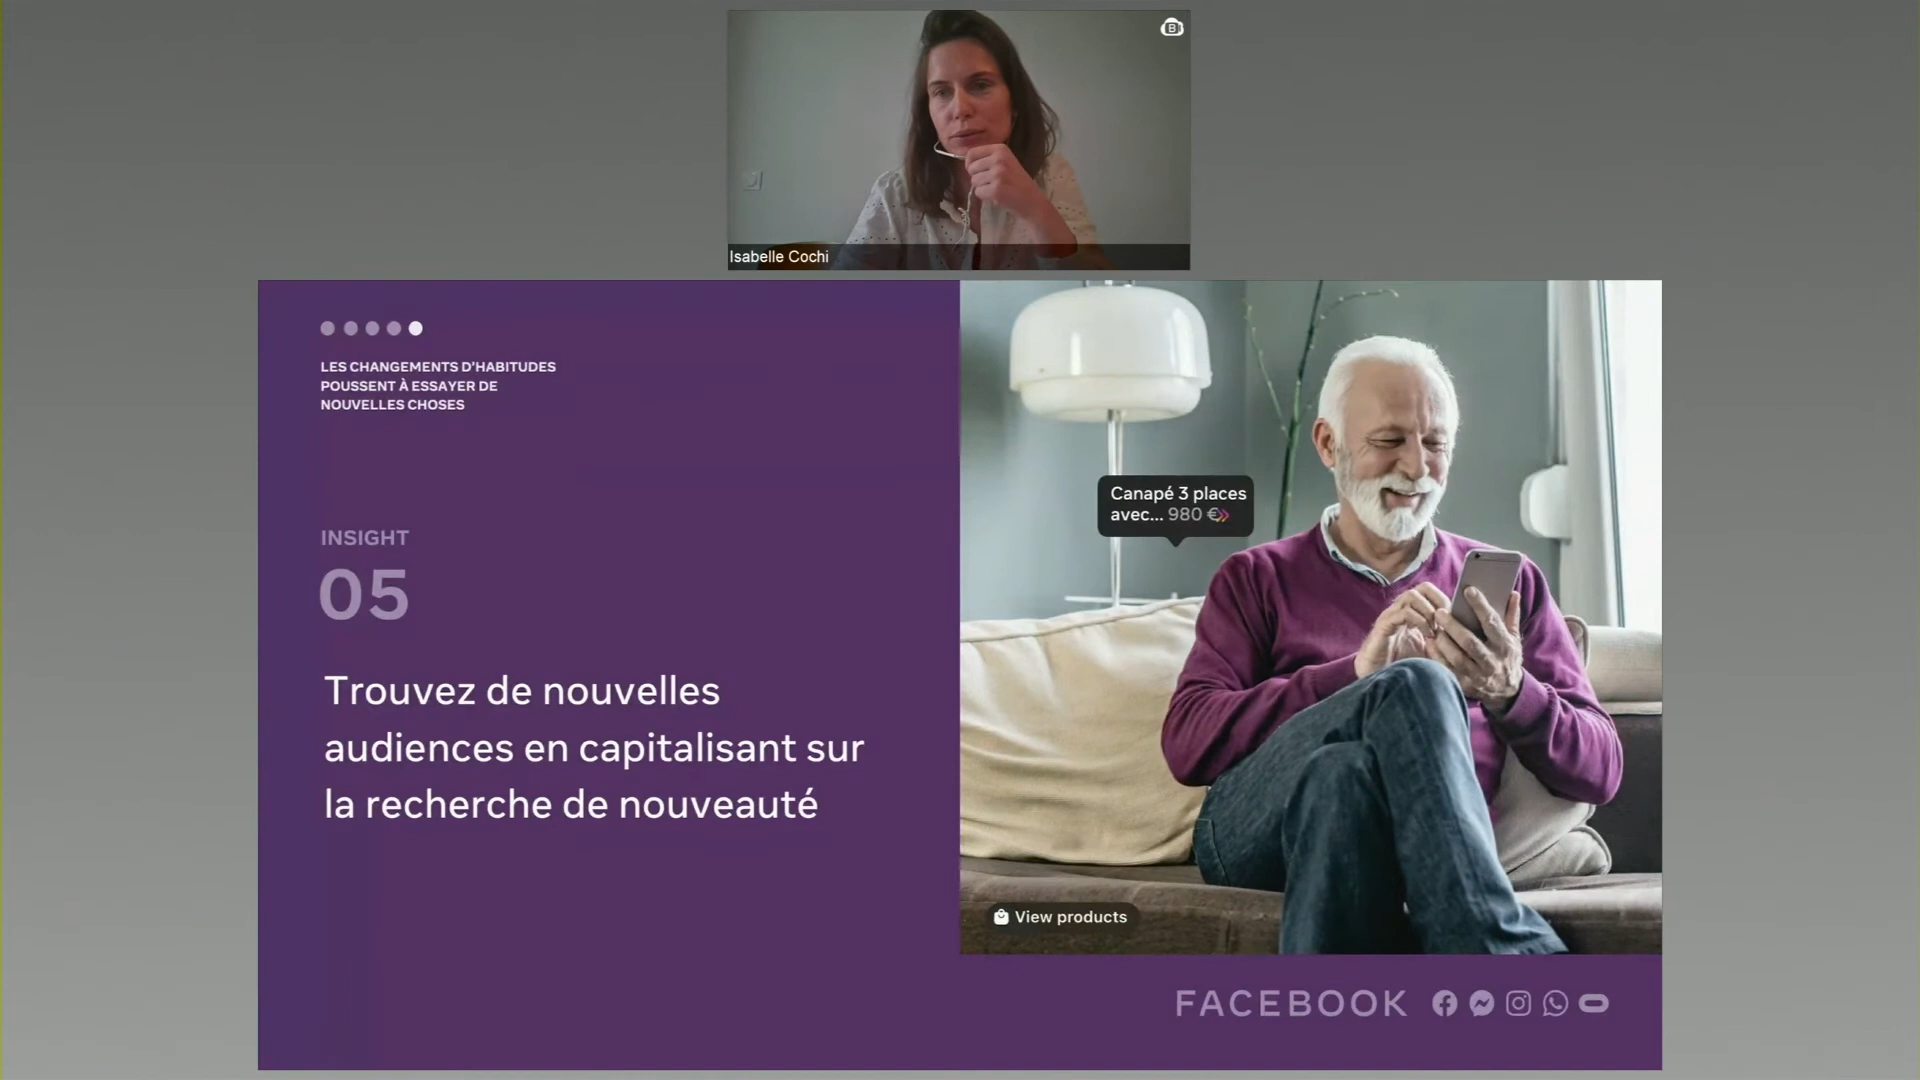 B
Isabelle Cochi
LES CHANGEMENTS D'HABITUDES
POUSSENT À ESSAYER DE
NOUVELLES CHOSES
INSIGHT
05
Trouvez de nouvelles
audiences en capitalisant sur
la recherche de nouveauté
Canapé 3 places
avec... 980 €
View products
FACEBOOK